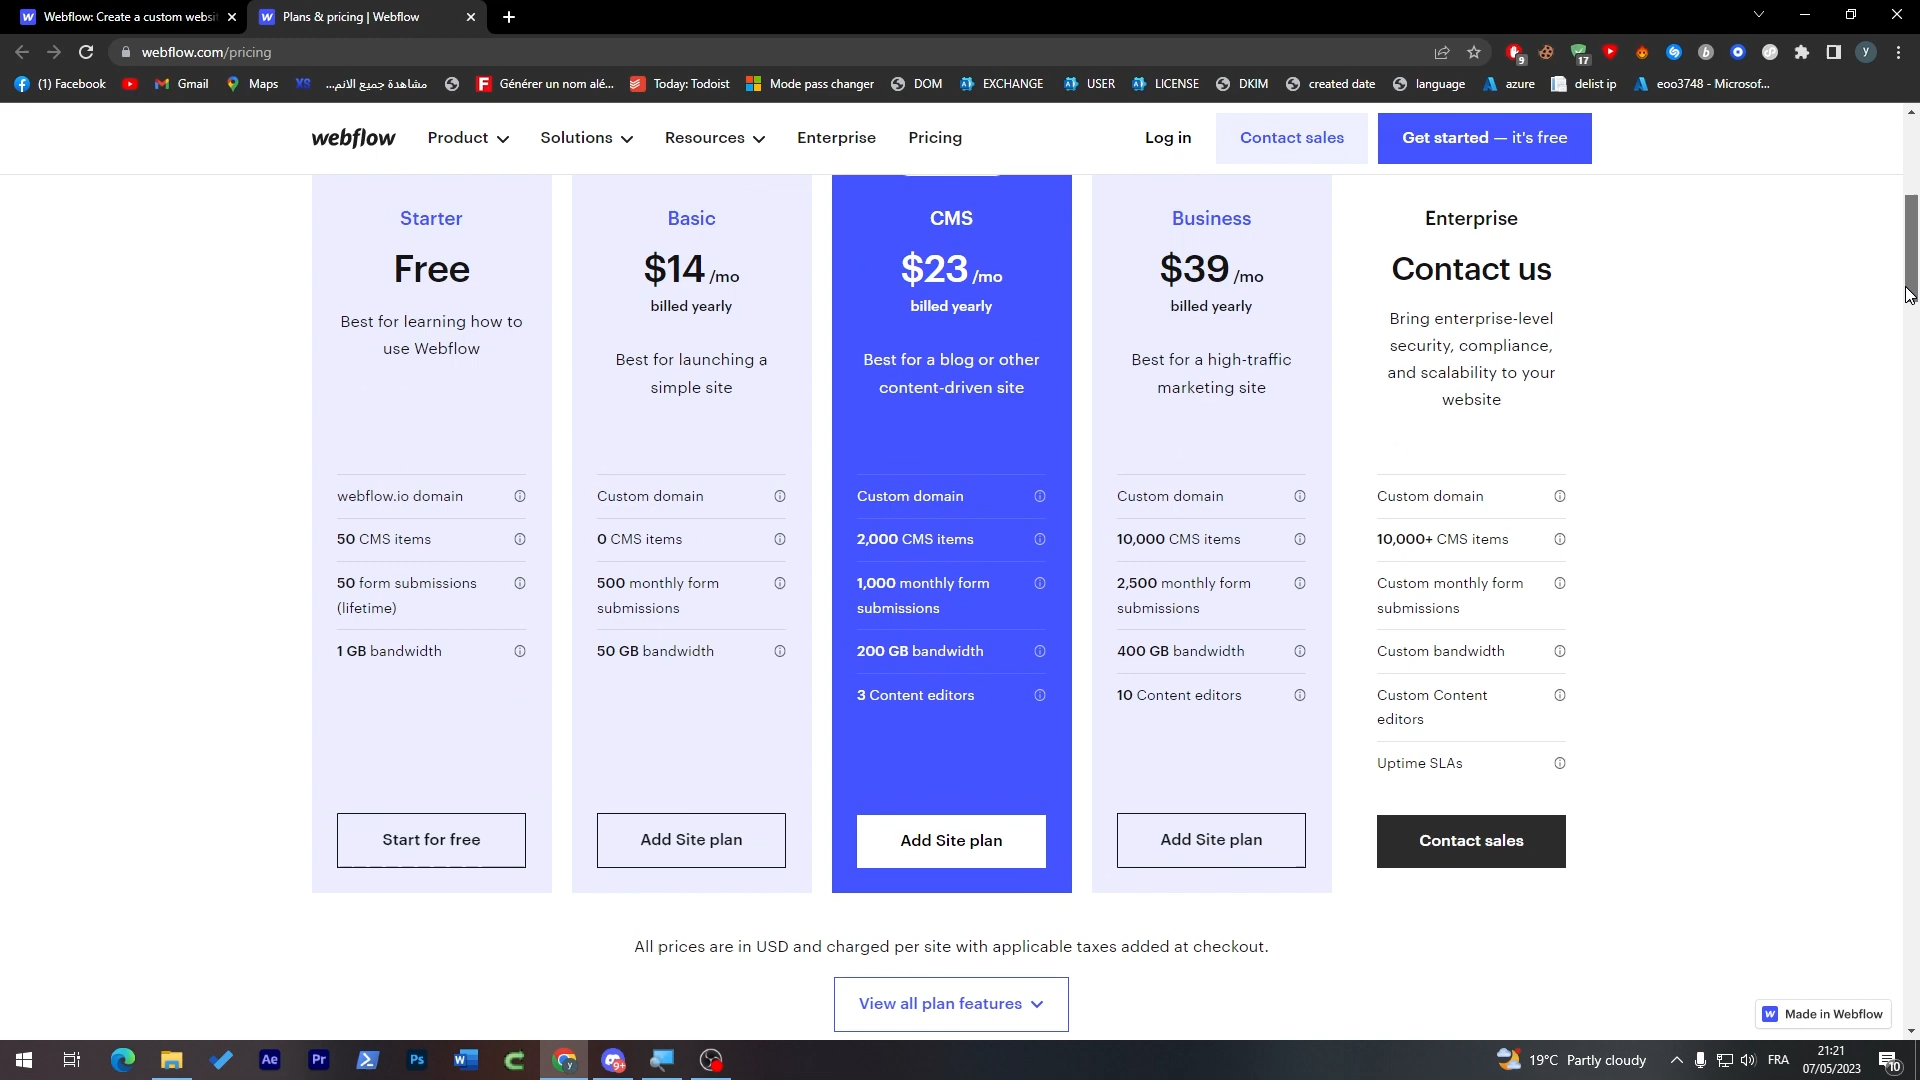 Webflow: Create a custom websi
Plans & pricing | Webflow
webflow.com/pricing
9
17
y
(1) Facebook
Gmail
Maps
XS
مشاهدة جميع الانم...
Générer un nom alé...
Today: Todoist
Mode pass changer
DOM
EXCHANGE
USER
LICENSE
DKIM
created date
language
azure
delist ip
eoo3748 - Microsof...
webflow
Product
Solutions
Resources
Enterprise
Pricing
Log in
Contact sales
Get started — it's free
Starter
Free
Best for learning how to
use Webflow
webflow.io domain
50 CMS items
50 form submissions
(lifetime)
1 GB bandwidth
Start for free
Basic
$14 /mo
billed yearly
Best for launching a
simple site
Custom domain
0 CMS items
500 monthly form
submissions
50 GB bandwidth
Add Site plan
CMS
$23 /mo
billed yearly
Best for a blog or other
content-driven site
Custom domain
2,000 CMS items
1,000 monthly form
submissions
200 GB bandwidth
3 Content editors
Add Site plan
Business
$39 /mo
billed yearly
Best for a high-traffic
marketing site
Custom domain
10,000 CMS items
2,500 monthly form
submissions
400 GB bandwidth
10 Content editors
Add Site plan
Enterprise
Contact us
Bring enterprise-level
security, compliance,
and scalability to your
website
Custom domain
10,000+ CMS items
Custom monthly form
submissions
Custom bandwidth
Custom Content
editors
Uptime SLAs
Contact sales
All prices are in USD and charged per site with applicable taxes added at checkout.
View all plan features
Made in Webflow
Ae
Pr
Ps
19°C Partly cloudy
FRA
21:21
07/05/2023
10